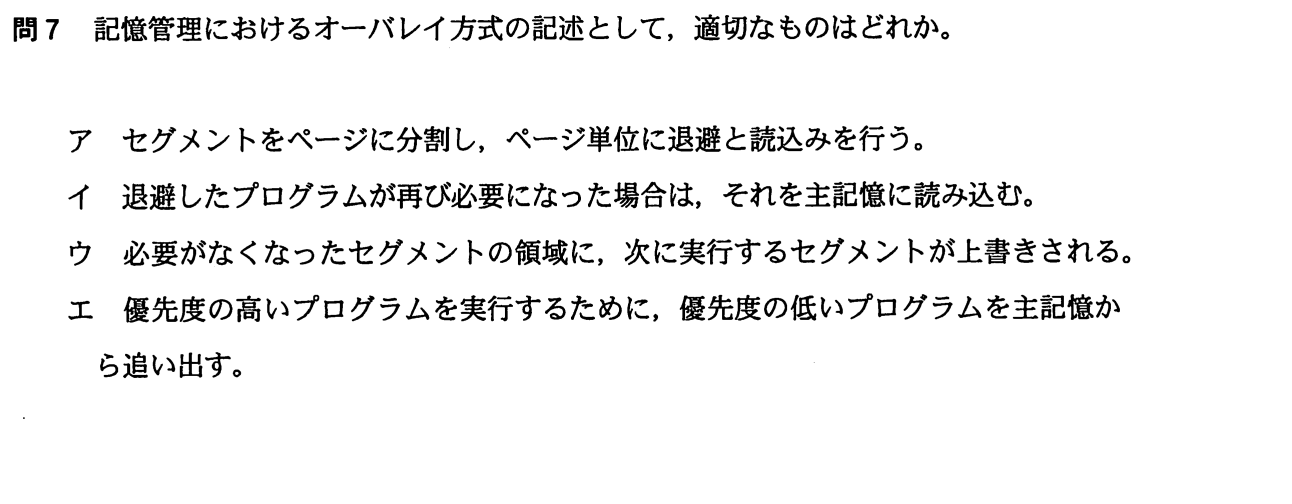 問7 記憶管理におけるオーバレイ方式の記述として，適切なものはどれか。
ア セグメントをページに分割し，ページ単位に退避と読込みを行う。
イ 退避したプログラムが再び必要になった場合は，それを主記憶に読み込む。
ウ 必要がなくなったセグメントの領域に，次に実行するセグメントが上書きされる。
エ 優先度の高いプログラムを実行するために，優先度の低いプログラムを主記憶か
ら追い出す。